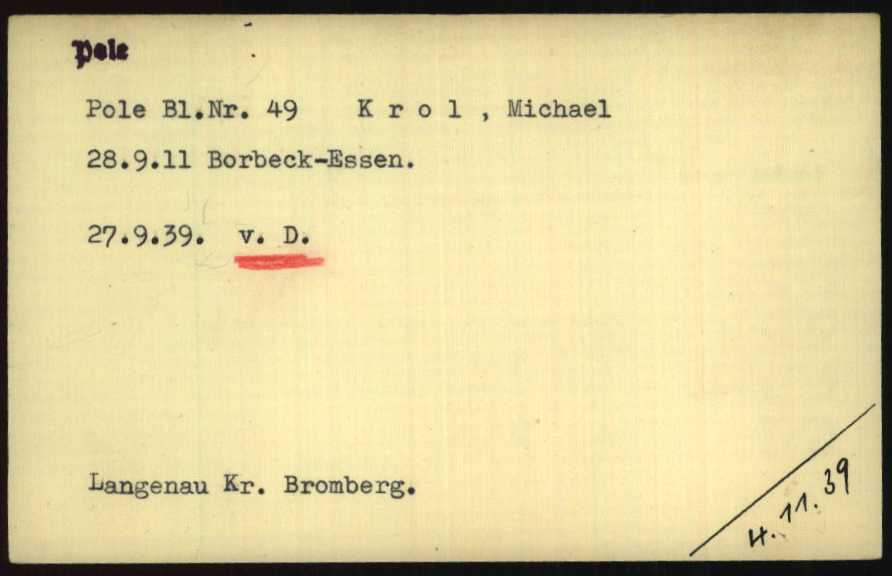 Pole
Pole Bl.Nr. 49 K r o l , Michael
28.9.11 Borbeck-Essen.
27.9.39. v. D.
Langenau Kr. Bromberg.
4.11.39